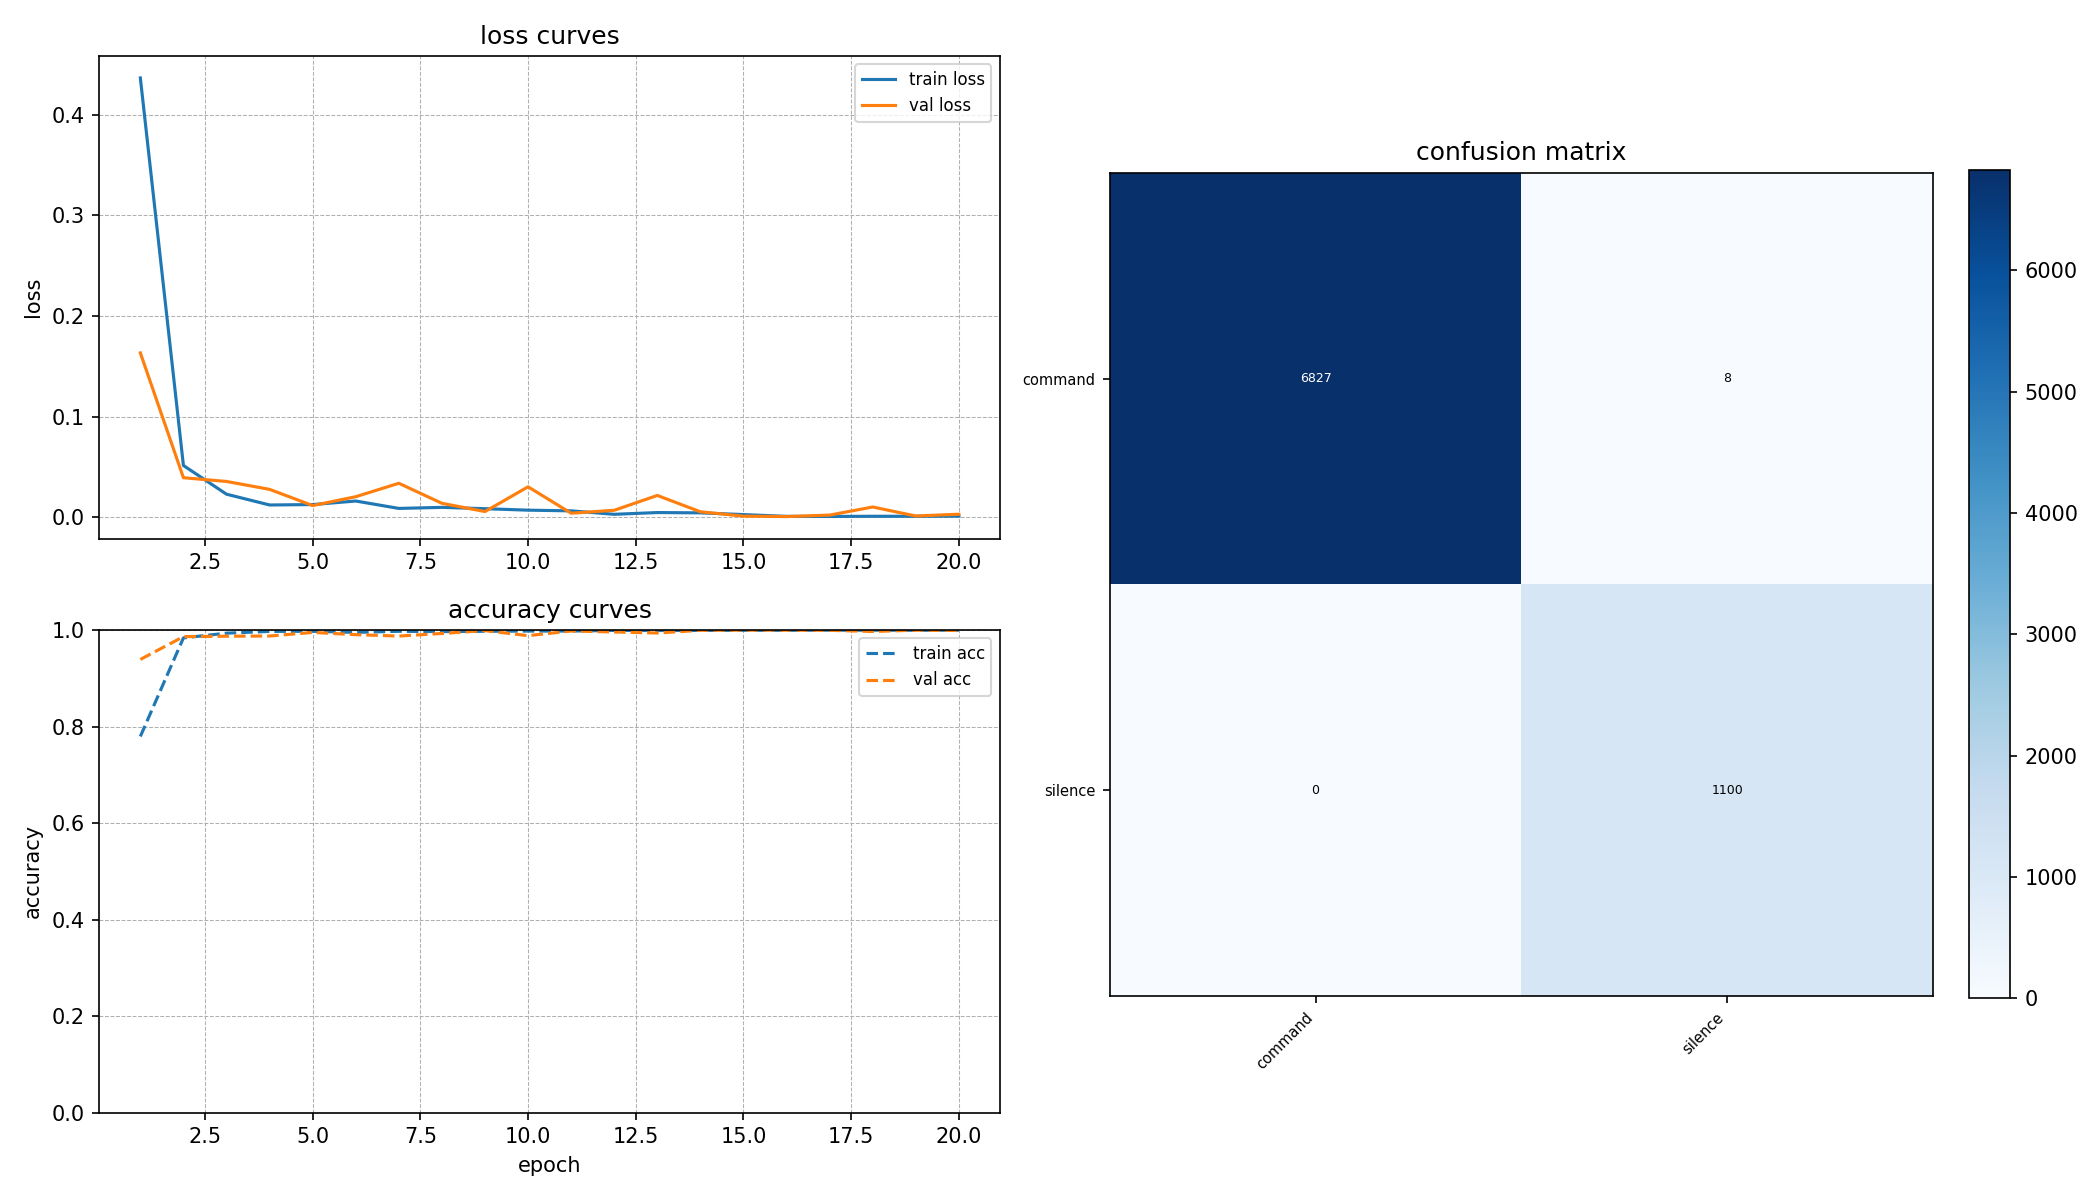 loss curves
train loss
val loss
loss
0.4
0.3
0.2
0.1
0.0
2.5 5.0 7.5 10.0 12.5 15.0 17.5 20.0
accuracy curves
train acc
val acc
accuracy
1.0
0.8
0.6
0.4
0.2
0.0
2.5 5.0 7.5 10.0 12.5 15.0 17.5 20.0
epoch
confusion matrix
command
6827 8
silence
0 1100
command silence
6000
5000
4000
3000
2000
1000
0